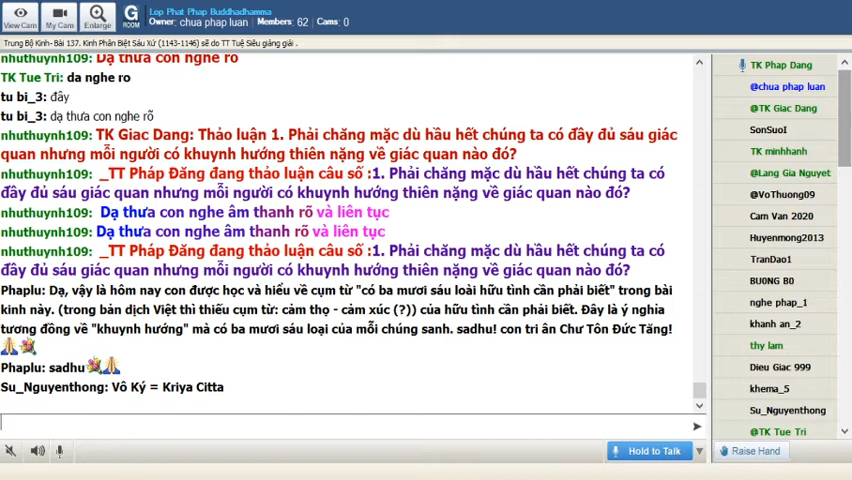 View Cam
My Cam
Enlarge
G
ROOM
Lop Phat Phap Buddhadhamma
Owner: chua phap luan Members: 62 Cams: 0
Trung Bộ Kinh- Bài 137. Kinh Phân Biệt Sáu Xứ (1143-1146) sẽ do TT Tuệ Siêu giảng giải .
nhuthuynh109: Dạ thưa con nghe rõ
TK Tue Tri: da nghe ro
tu bi_3: đây
tu bi_3: dạ thưa con nghe rõ
nhuthuynh109: TK Giac Dang: Thảo luận 1. Phải chăng mặc dù hầu hết chúng ta có đầy đủ sáu giác
quan nhưng mỗi người có khuynh hướng thiên nặng về giác quan nào đó?
nhuthuynh109: _TT Pháp Đăng đang thảo luận câu số :1. Phải chăng mặc dù hầu hết chúng ta có
đầy đủ sáu giác quan nhưng mỗi người có khuynh hướng thiên nặng về giác quan nào đó?
nhuthuynh109: Dạ thưa con nghe âm thanh rõ và liên tục
nhuthuynh109: Dạ thưa con nghe âm thanh rõ và liên tục
nhuthuynh109: _TT Pháp Đăng đang thảo luận câu số :1. Phải chăng mặc dù hầu hết chúng ta có
đầy đủ sáu giác quan nhưng mỗi người có khuynh hướng thiên nặng về giác quan nào đó?
Phaplu: Dạ, vậy là hôm nay con được học và hiểu về cụm từ "có ba mươi sáu loài hữu tình cần phải biết" trong bài
kinh này. (trong bản dịch Việt thì thiếu cụm từ: cảm thọ - cảm xúc (?)) của hữu tình cần phải biết. Đây là ý nghĩa
tương đồng về "khuynh hướng" mà có ba mươi sáu loại của mỗi chúng sanh. sadhu! con tri ân Chư Tôn Đức Tăng!
Phaplu: sadhu
Su_Nguyenthong: Vô Ký = Kriya Citta
Hold to Talk
TK Phap Dang
@chua phap luan
@TK Giac Dang
SonSuoI
TK minhhanh
@Lang Gia Nguyet
@VoThuong09
Cam Van 2020
Huyenmong2013
TranDao1
BU0NG B0
nghe phap_1
khanh an_2
thy lam
Dieu Giac 999
khema_5
Su_Nguyenthong
@TK Tue Tri
Raise Hand